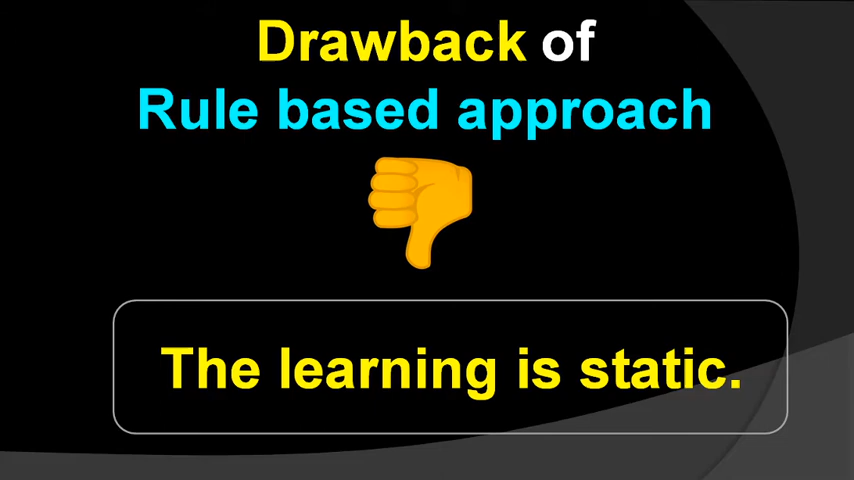 Drawback of
Rule based approach
The learning is static.